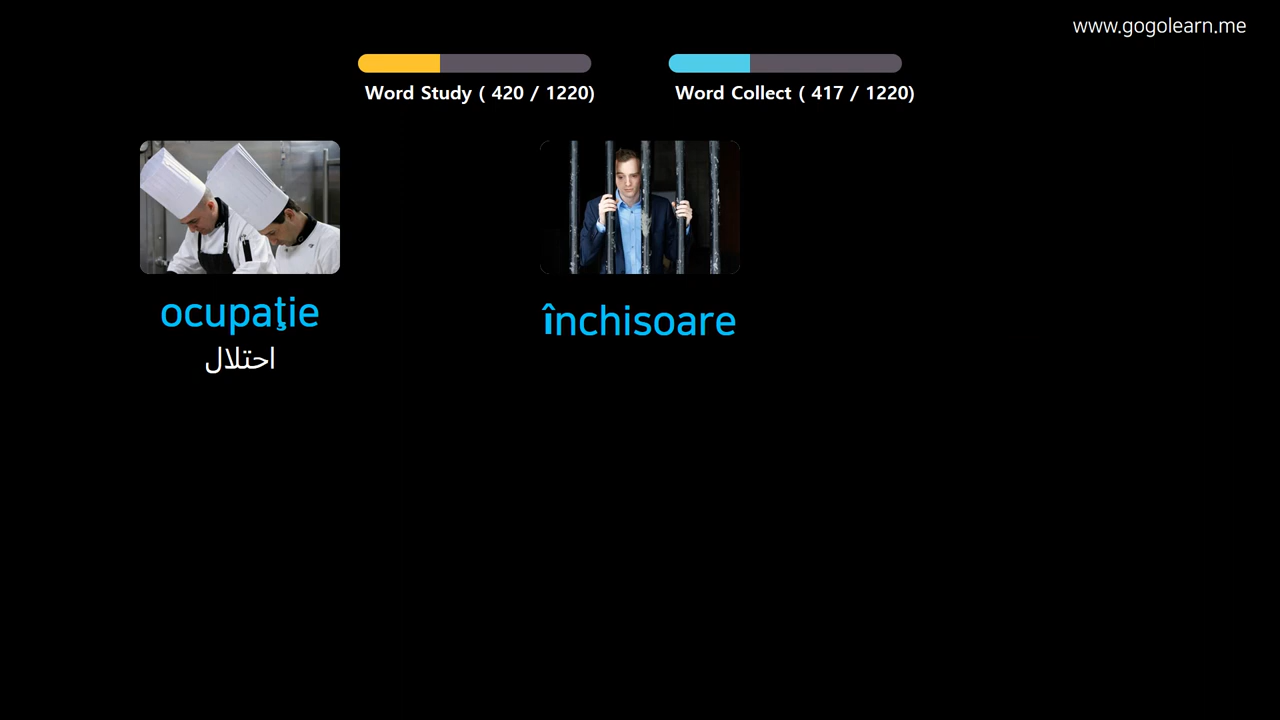 www.gogolearn.me
Word Study ( 420 / 1220)
Word Collect ( 417 / 1220)
ocupaţie
احتلال
închisoare